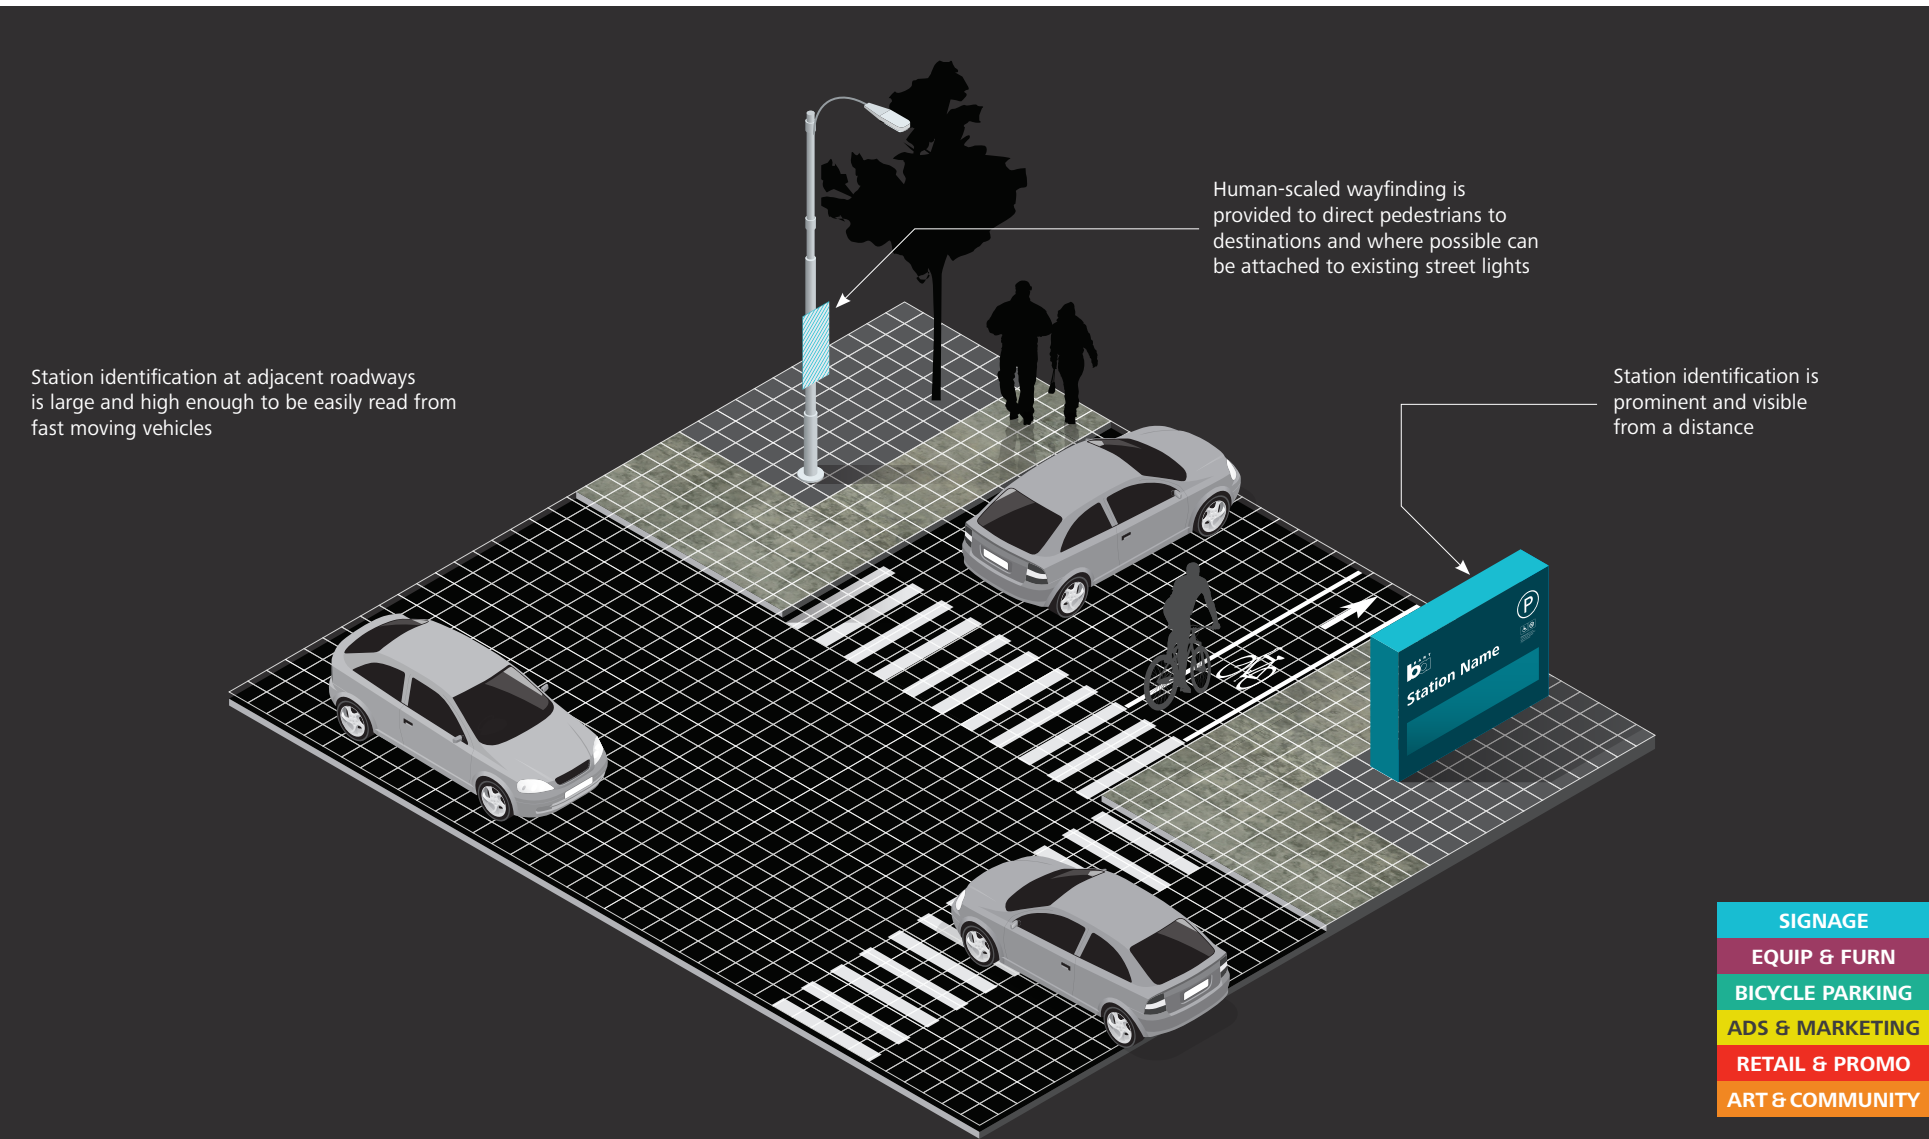 Human-scaled wayfinding is
provided to direct pedestrians to
destinations and where possible can
be attached to existing street lights
Station identification at adjacent roadways
is large and high enough to be easily read from
fast moving vehicles
Station identification is
prominent and visible
from a distance
P
Station Name
SIGNAGE
EQUIP & FURN
BICYCLE PARKING
ADS & MARKETING
RETAIL & PROMO
ART & COMMUNITY